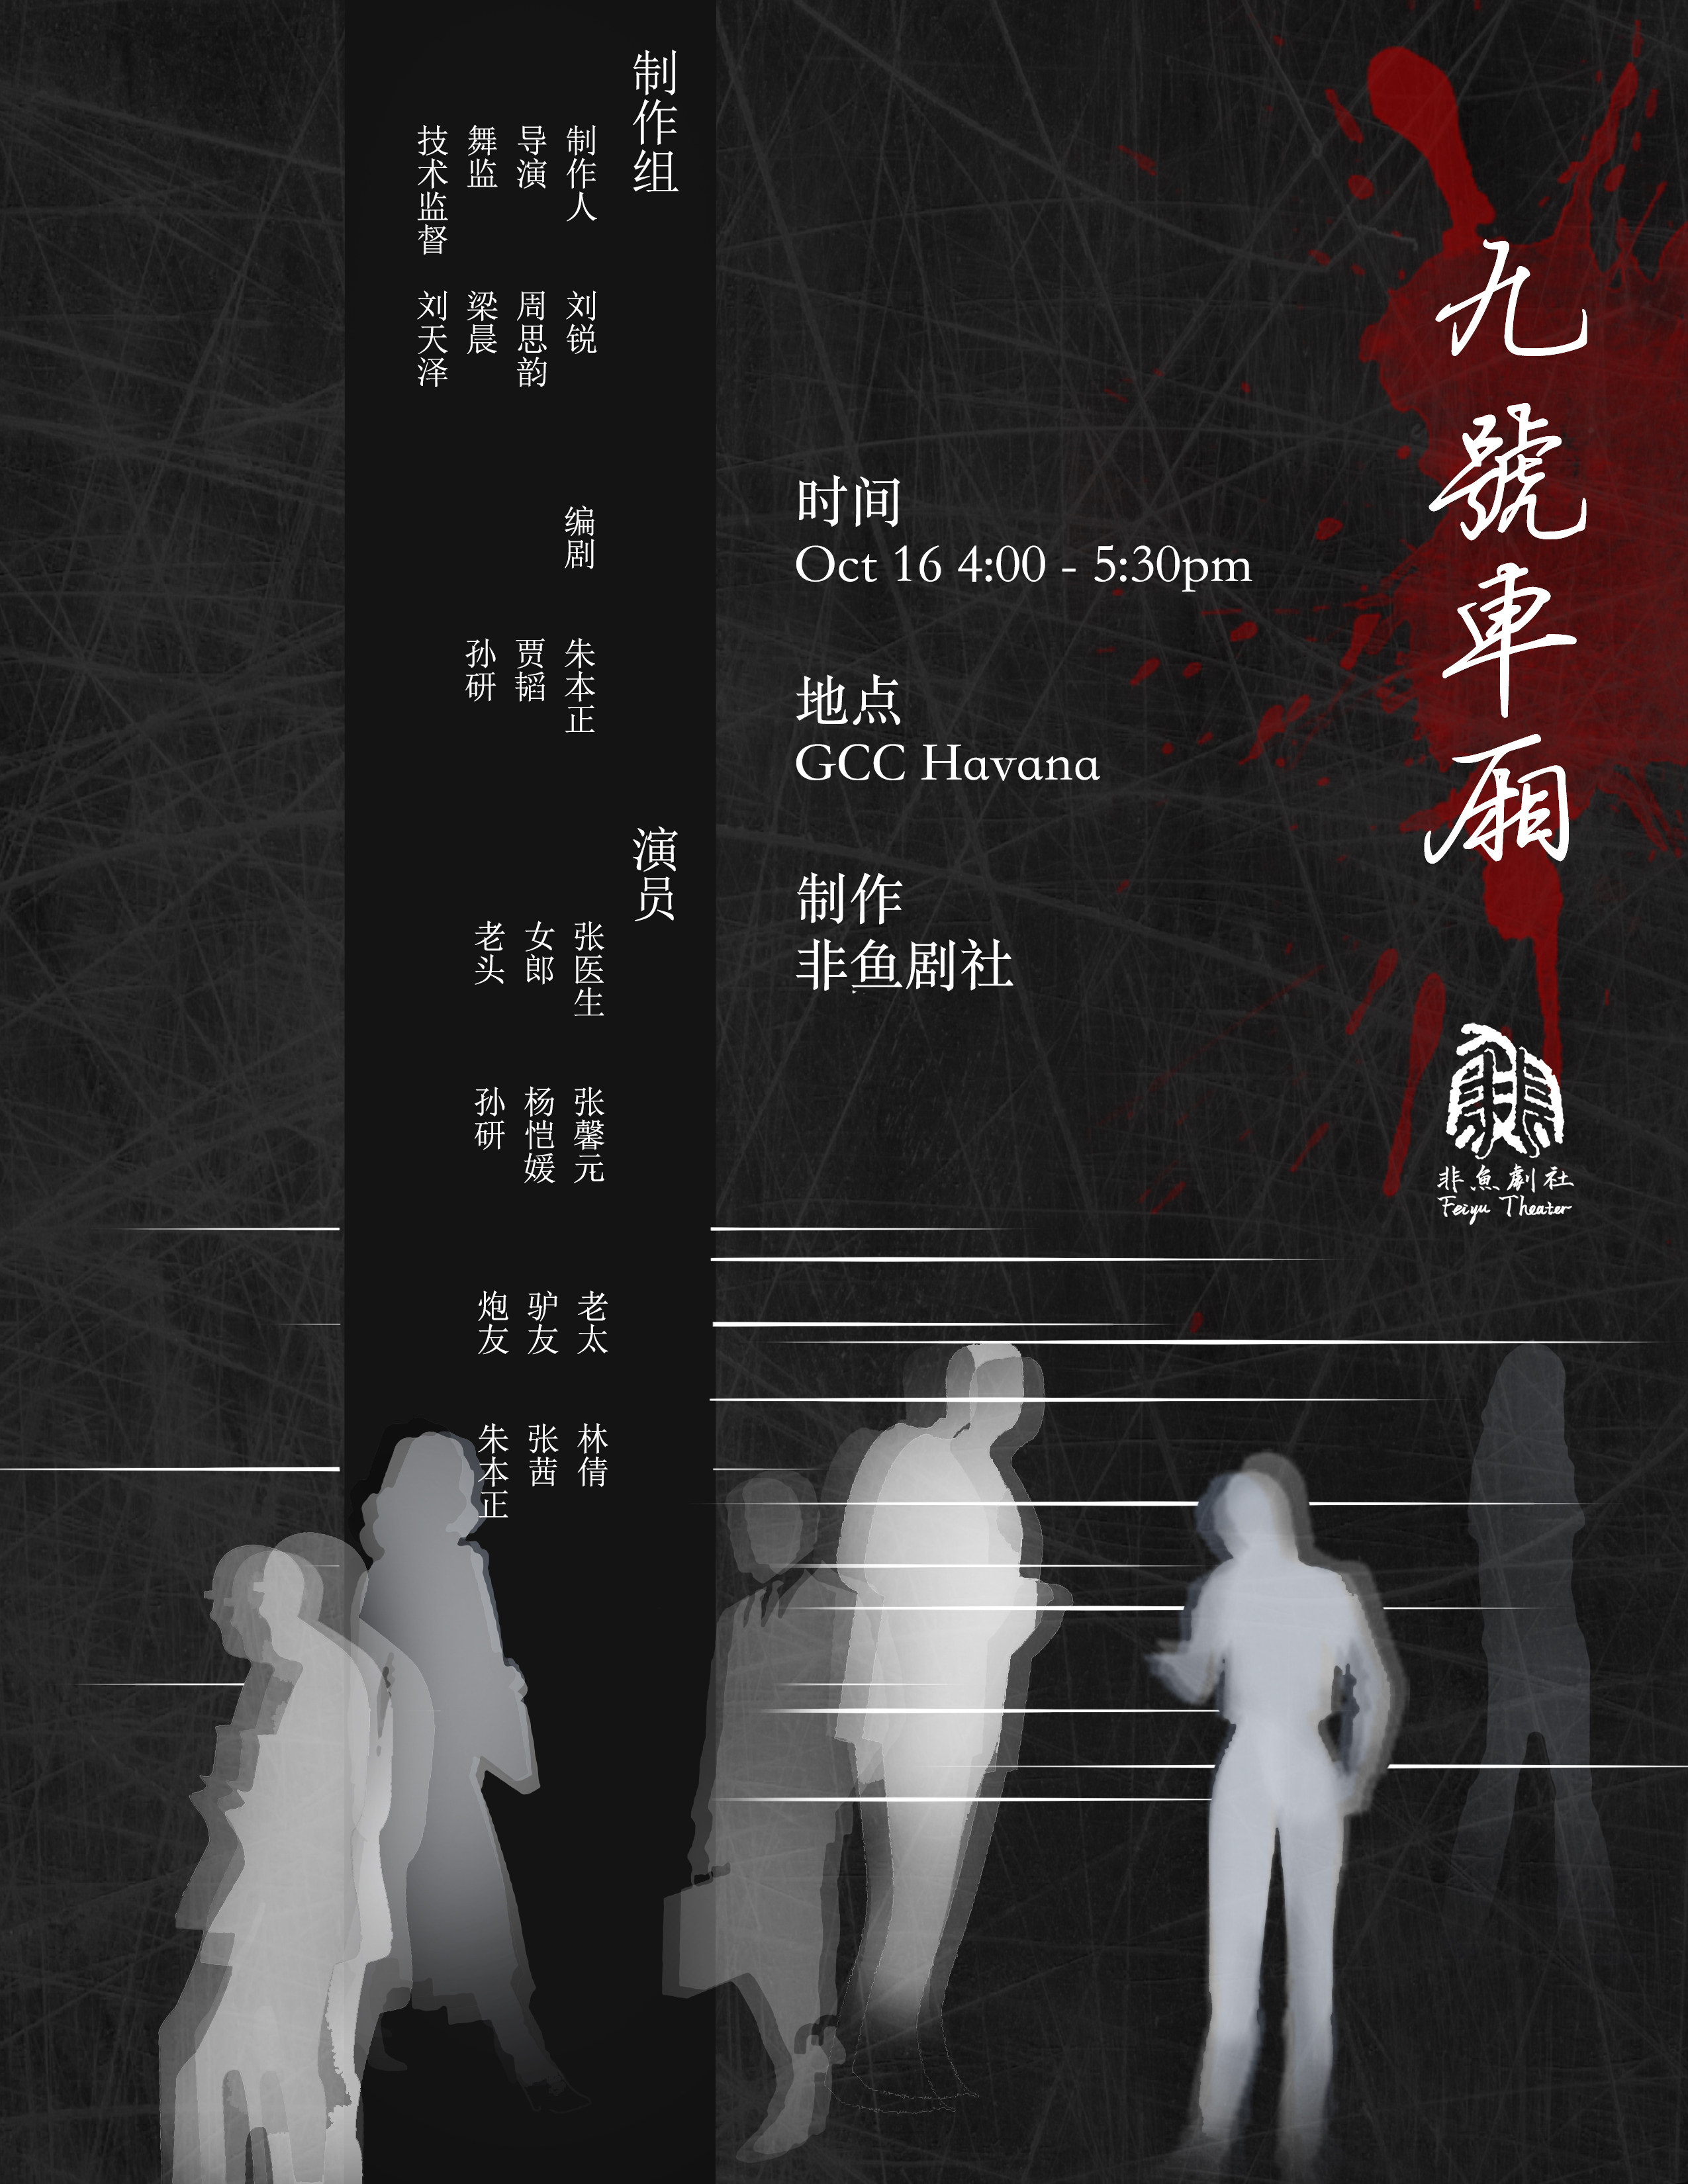 九號車厢
非魚劇社
Feiyu Theater
时间
Oct 16 4:00 - 5:30pm
地点
GCC Havana
制作
非鱼剧社
制作组
制作人 刘锐
导演 周思韵
舞监 梁晨
技术监督 刘天泽
编剧 朱本正
贾韬
孙研
演员
张医生 张馨元
女郎 杨恺媛
老头 孙研
老太 林倩
驴友 张茜
炮友 朱本正